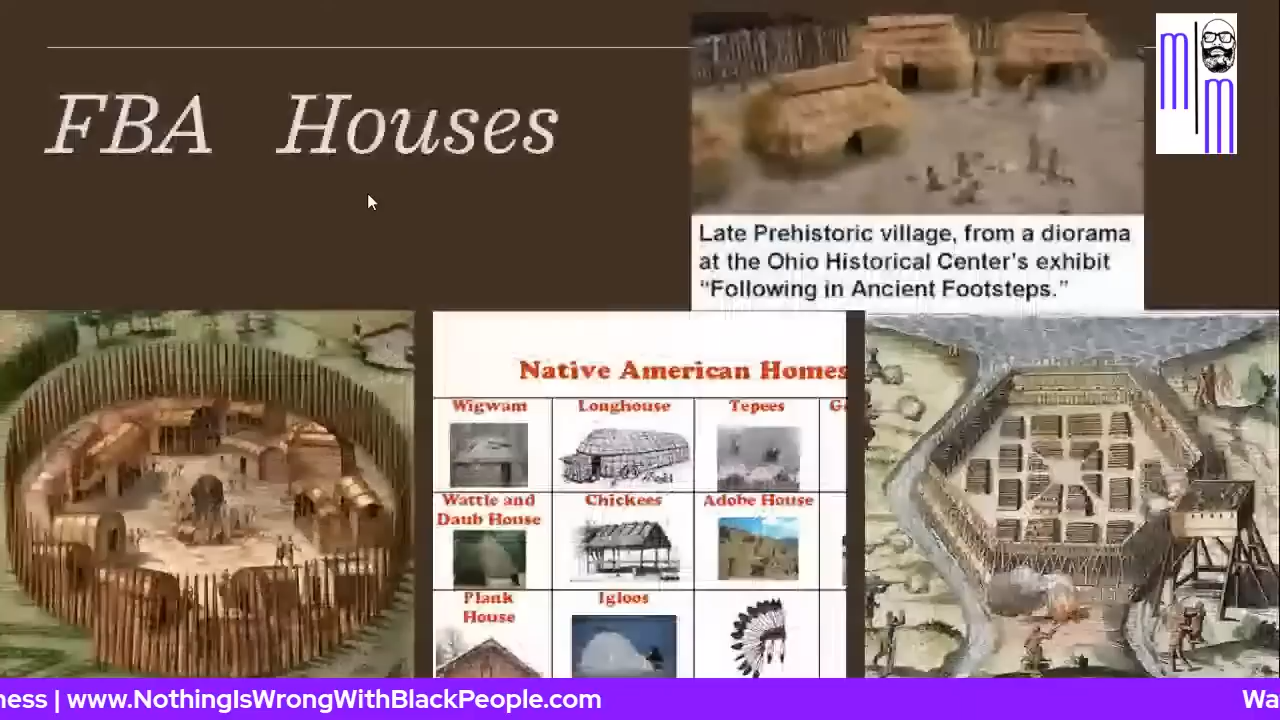 FBA Houses
m
m
Late Prehistoric village, from a diorama
at the Ohio Historical Center's exhibit
"Following in Ancient Footsteps."
Native American Homes
Wigwam
Longhouse
Tepees
Wattle and
Daub House
Chickees
Adobe House
Plank
House
Igloos
ness | www.NothingIsWrongWithBlackPeople.com
Wa